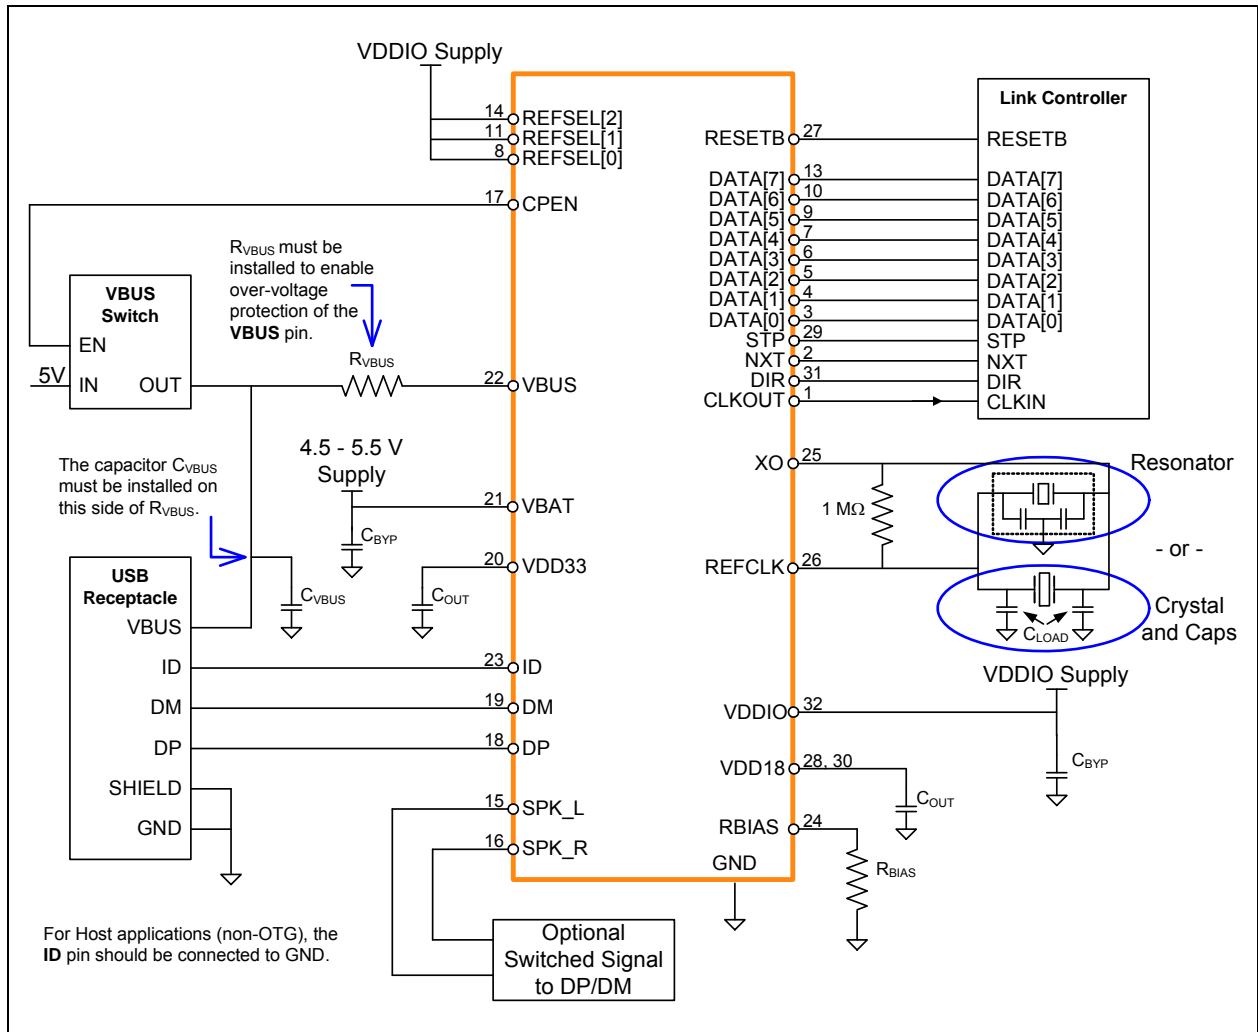 VDDIO Supply
14 REFSEL[2]
11 REFSEL[1]
8 REFSEL[0]
17 CPEN
RVBUS must be
installed to enable
over-voltage
protection of the
VBUS pin.
VBUS
Switch
EN
5V IN OUT
RVBUS
22 VBUS
4.5 - 5.5 V
Supply
21 VBAT
CBYP
The capacitor CVBUS
must be installed on
this side of RVBUS.
20 VDD33
COUT
CVBUS
USB
Receptacle
VBUS
ID
DM
DP
SHIELD
GND
23 ID
19 DM
18 DP
15 SPK_L
16 SPK_R
GND
Optional
Switched Signal
to DP/DM
For Host applications (non-OTG), the
ID pin should be connected to GND.
RESETB 27
DATA[7] 13
DATA[6] 10
DATA[5] 9
DATA[4] 7
DATA[3] 6
DATA[2] 5
DATA[1] 4
DATA[0] 3
STP 29
NXT 2
DIR 31
CLKOUT 1
Link Controller
RESETB
DATA[7]
DATA[6]
DATA[5]
DATA[4]
DATA[3]
DATA[2]
DATA[1]
DATA[0]
STP
NXT
DIR
CLKIN
XO 25
1 MΩ
REFCLK 26
Resonator
- or -
Crystal
and Caps
CLOAD
VDDIO Supply
VDDIO 32
CBYP
VDD18 28, 30
COUT
RBIAS 24
RBIAS